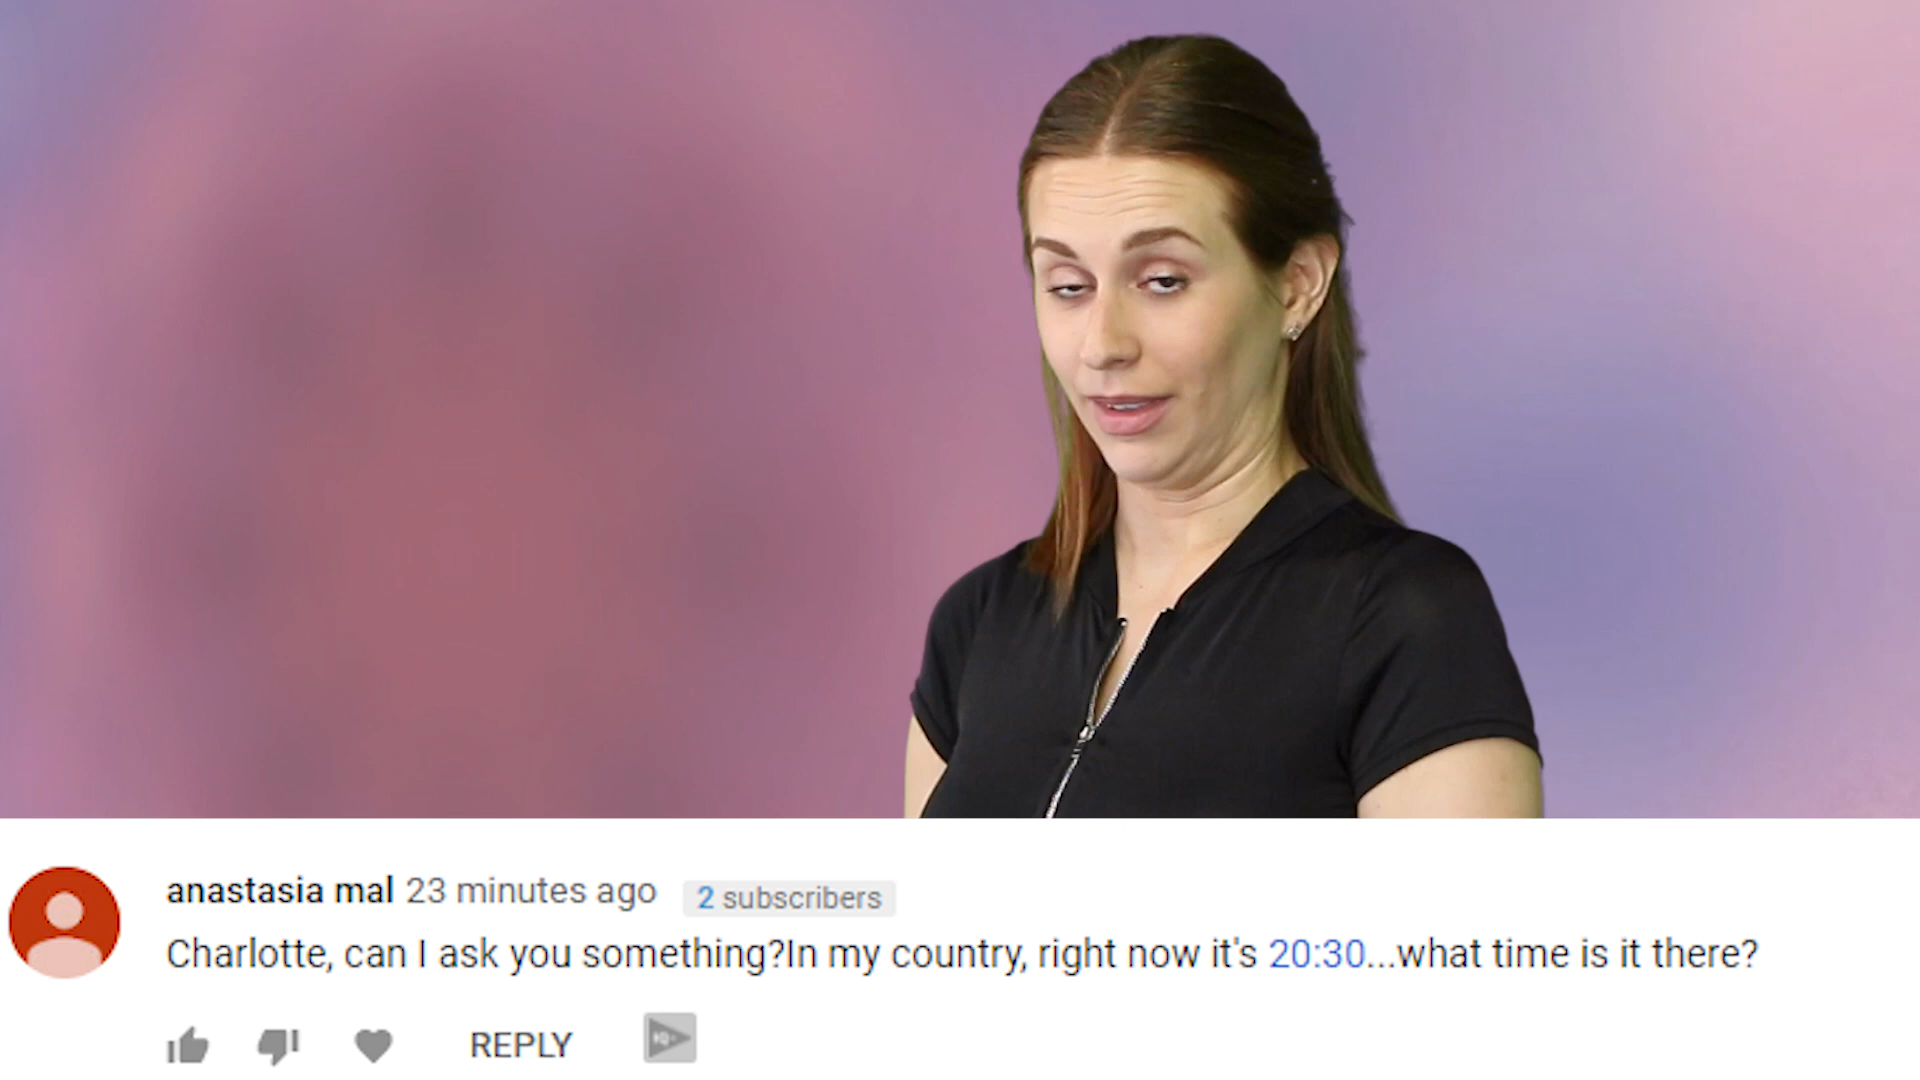 anastasia mal 23 minutes ago 2 subscribers
Charlotte, can I ask you something?In my country, right now it's 20:30...what time is it there?
REPLY